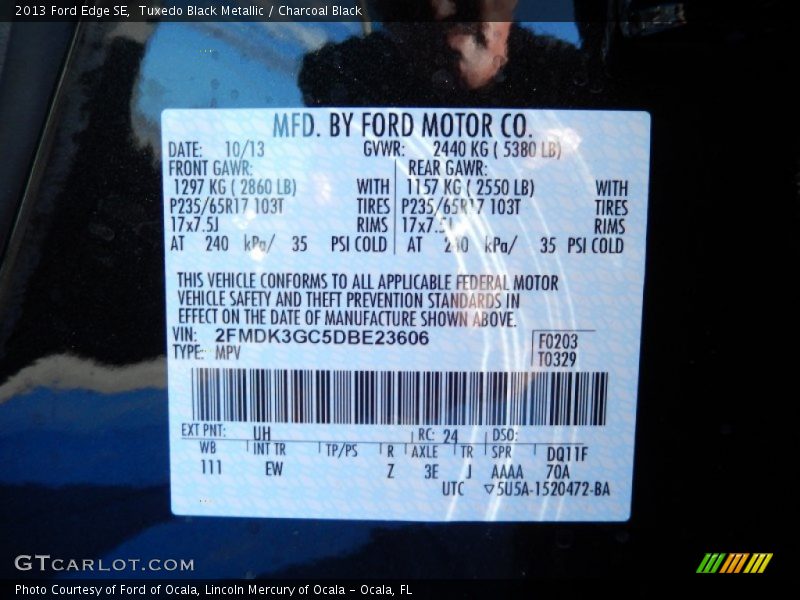 2013 Ford Edge SE, Tuxedo Black Metallic / Charcoal Black
MFD. BY FORD MOTOR CO.
DATE: 10/13 GVWR: 2440 KG ( 5380 LB)
FRONT GAWR: REAR GAWR:
1297 KG ( 2860 LB) WITH 1157 KG ( 2550 LB) WITH
P235/65R17 103T TIRES P235/65R17 103T TIRES
17x7.5J RIMS 17x7.5J RIMS
AT 240 kPa/ 35 PSI COLD AT 240 kPa/ 35 PSI COLD
THIS VEHICLE CONFORMS TO ALL APPLICABLE FEDERAL MOTOR
VEHICLE SAFETY AND THEFT PREVENTION STANDARDS IN
EFFECT ON THE DATE OF MANUFACTURE SHOWN ABOVE.
VIN: 2FMDK3GC5DBE23606 F0203
TYPE: MPV T0329
EXT PNT: UH RC: 24 DSO:
WB INT TR TP/PS R AXLE TR SPR DQ11F
111 EW Z 3E J AAAA 70A
UTC ▽5U5A-1520472-BA
GTCARLOT.COM
Photo Courtesy of Ford of Ocala, Lincoln Mercury of Ocala - Ocala, FL